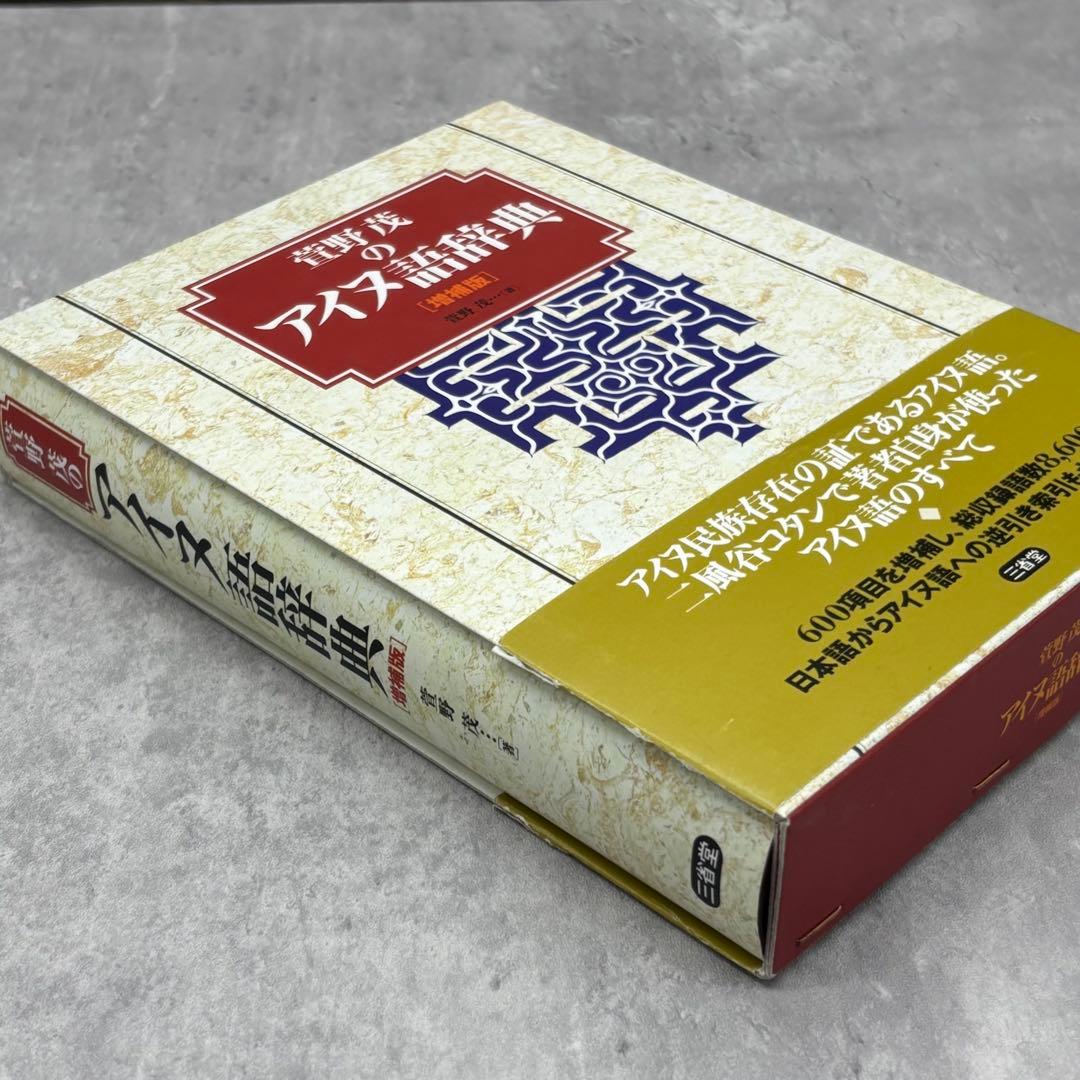 萱野茂
の
アイヌ語辞典
[増補版]
萱野 茂…[著]
アイヌ民族存在の証であるアイヌ語。
二風谷コタンで著者自身が使った
アイヌ語のすべて
600項目を増補し、総収録語数8,600
日本語からアイヌ語への逆引き索引も
三省堂
萱野茂の
アイヌ語辞典
[増補版]
萱野 茂…[著]
三省堂
萱野茂
の
アイヌ語辞
増補版